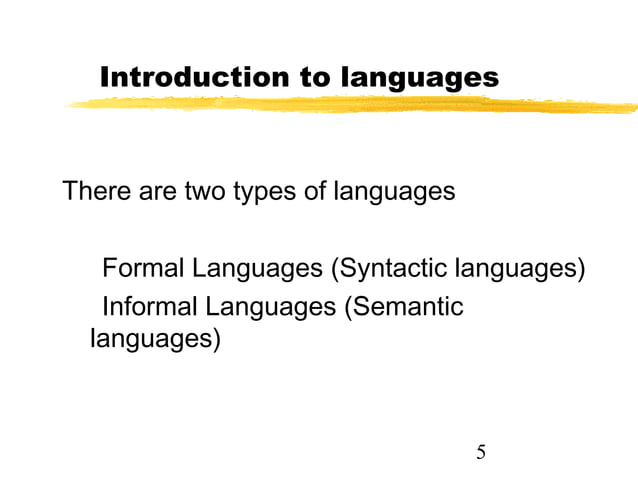 Introduction to languages
There are two types of languages
Formal Languages (Syntactic languages)
Informal Languages (Semantic
languages)
5